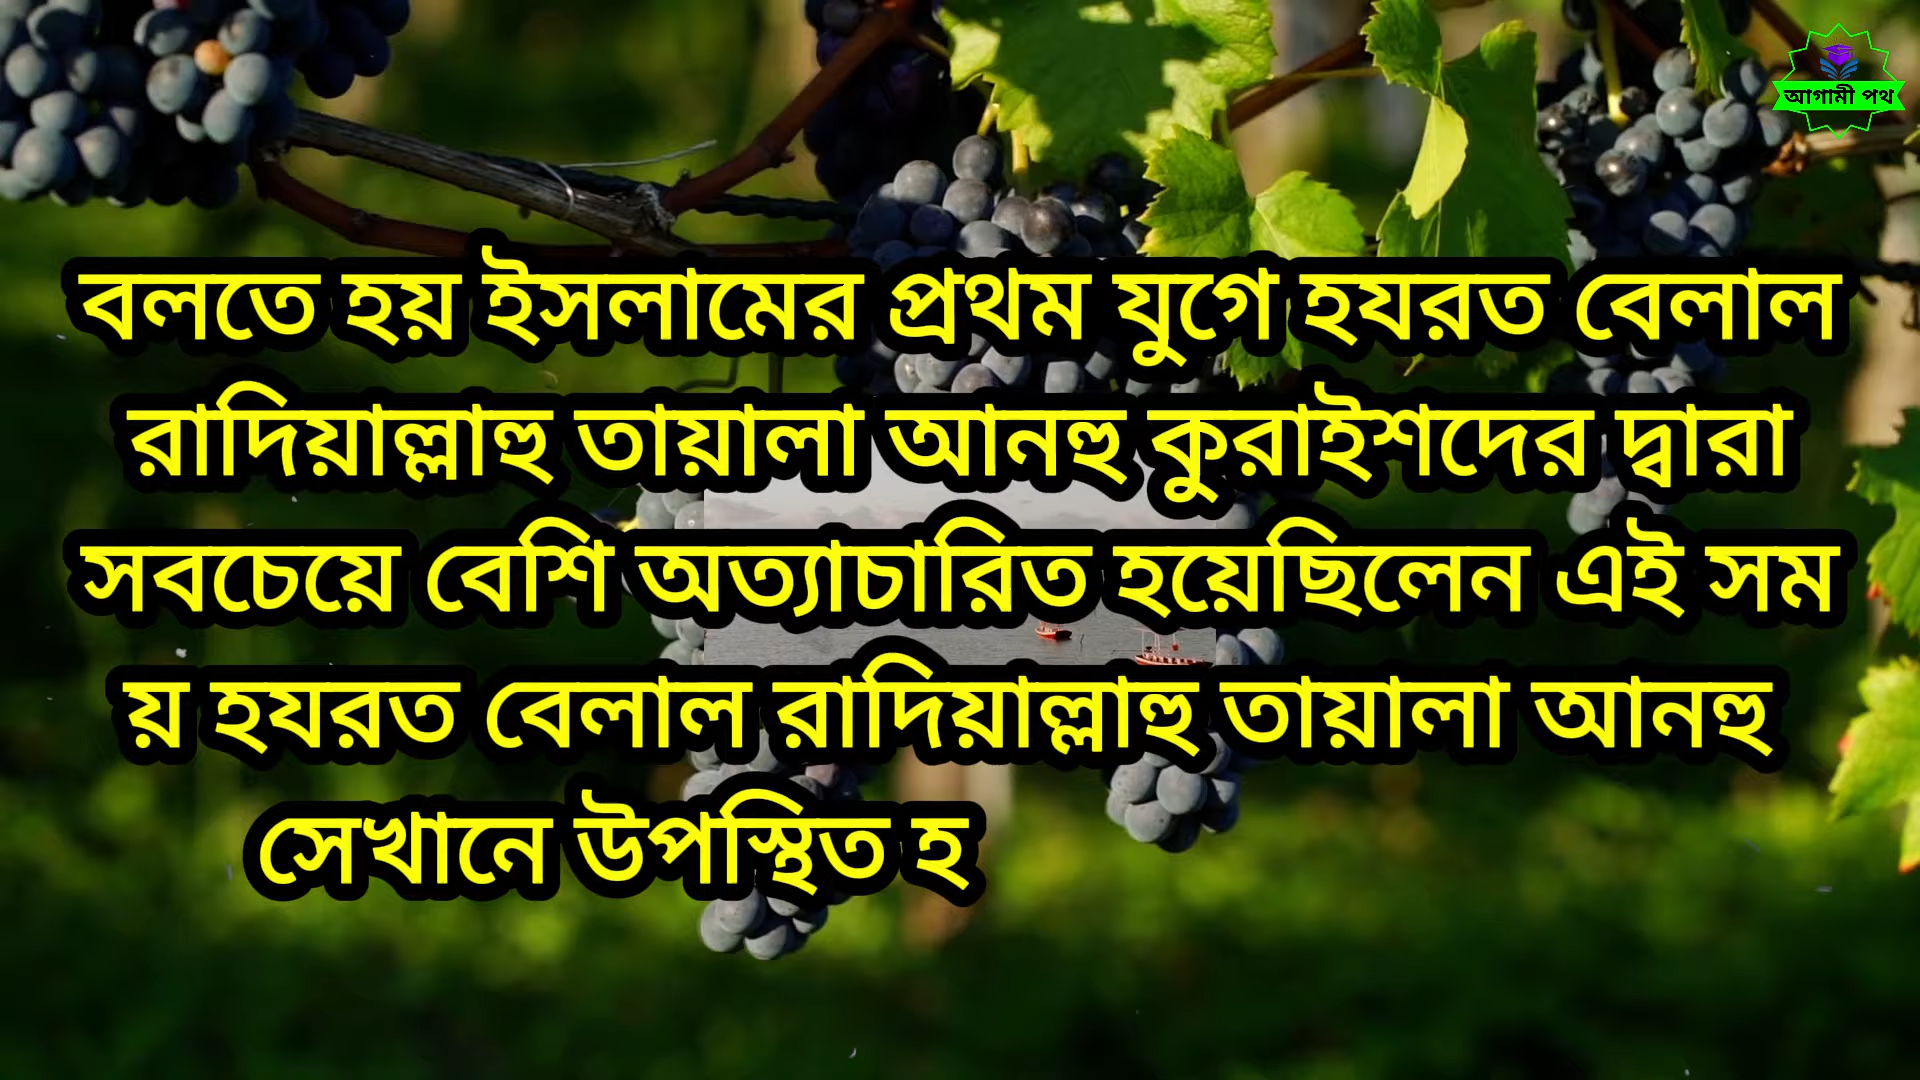 আগামী পথ
বলতে হয় ইসলামের প্রথম যুগে হযরত বেলাল
রাদিয়াল্লাহু তায়ালা আনহু কুরাইশদের দ্বারা
সবচেয়ে বেশি অত্যাচারিত হয়েছিলেন এই সম
য় হযরত বেলাল রাদিয়াল্লাহু তায়ালা আনহু
সেখানে উপস্থিত হ